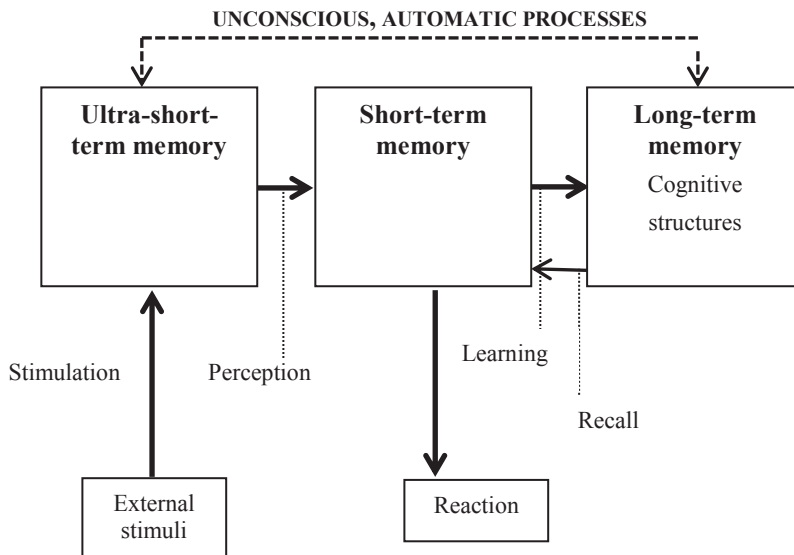 UNCONSCIOUS, AUTOMATIC PROCESSES
Ultra-short-
term memory
Short-term
memory
Long-term
memory
Cognitive
structures
Stimulation
Perception
Learning
Recall
External
stimuli
Reaction